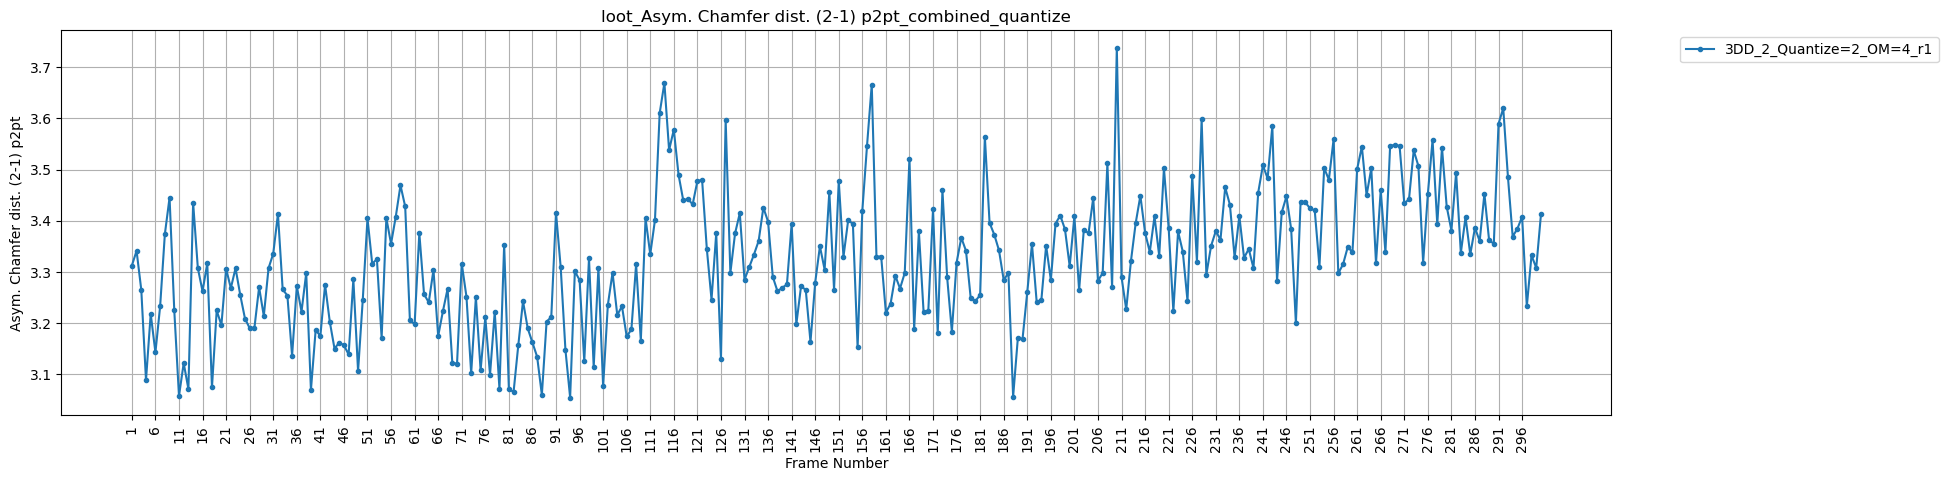 loot_Asym. Chamfer dist. (2-1) p2pt_combined_quantize
3DD_2_Quantize=2_OM=4_r1
Asym. Chamfer dist. (2-1) p2pt
3.7
3.6
3.5
3.4
3.3
3.2
3.1
1 6 11 16 21 26 31 36 41 46 51 56 61 66 71 76 81 86 91 96 101 106 111 116 121 126 131 136 141 146 151 156 161 166 171 176 181 186 191 196 201 206 211 216 221 226 231 236 241 246 251 256 261 266 271 276 281 286 291 296
Frame Number